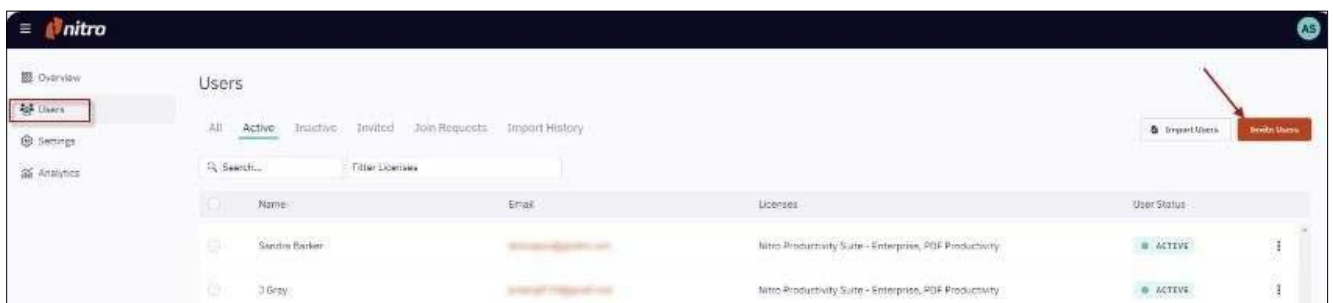 nitro
AS
Overview
Users
Settings
Analytics
Users
All Active Inactive Invited Join Requests Import History
Import Users Invite Users
Search... Filter Licenses
Name Email Licenses User Status
Sandra Barker Nitro Productivity Suite - Enterprise, PDF Productivity ACTIVE
J Gray Nitro Productivity Suite - Enterprise, PDF Productivity ACTIVE